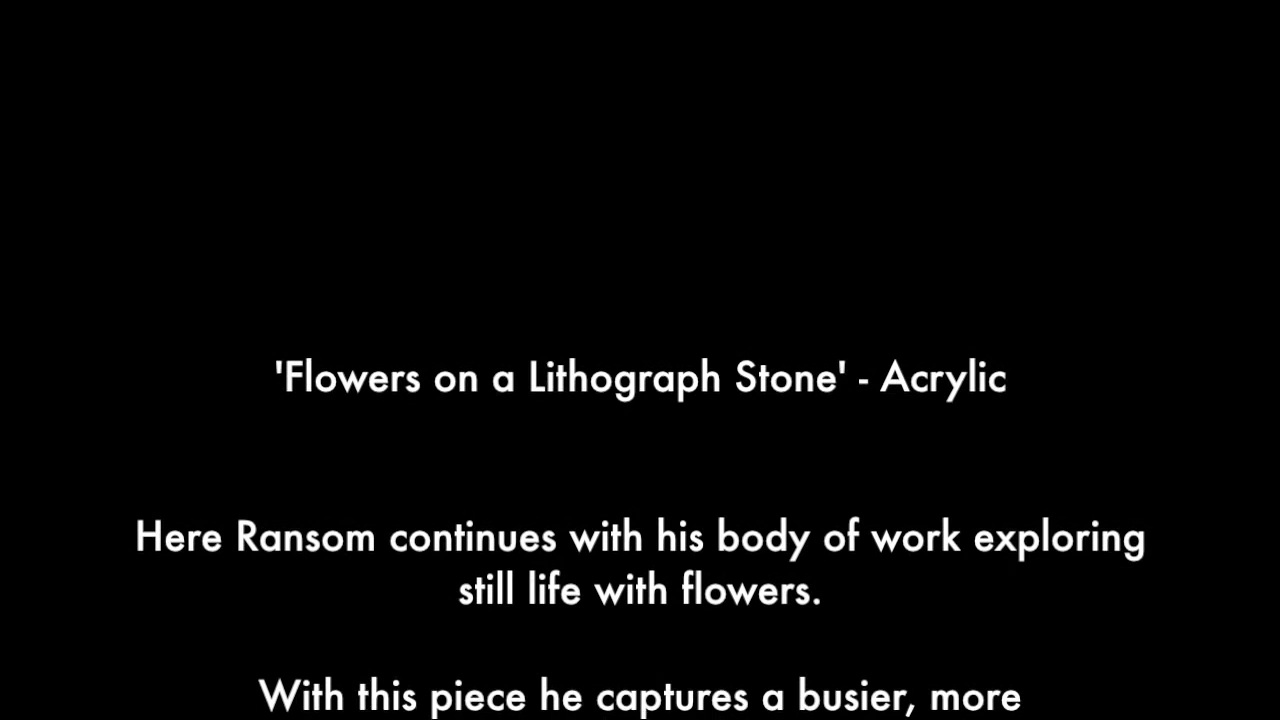 'Flowers on a Lithograph Stone' - Acrylic
Here Ransom continues with his body of work exploring
still life with flowers.
With this piece he captures a busier, more